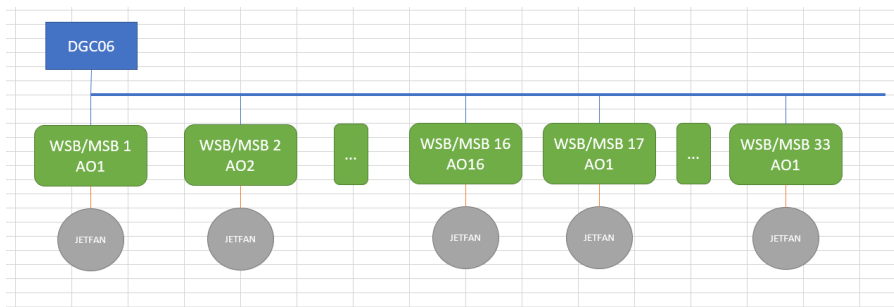 DGC06
WSB/MSB 1
AO1
WSB/MSB 2
AO2
...
WSB/MSB 16
AO16
WSB/MSB 17
AO1
...
WSB/MSB 33
AO1
JETFAN
JETFAN
JETFAN
JETFAN
JETFAN